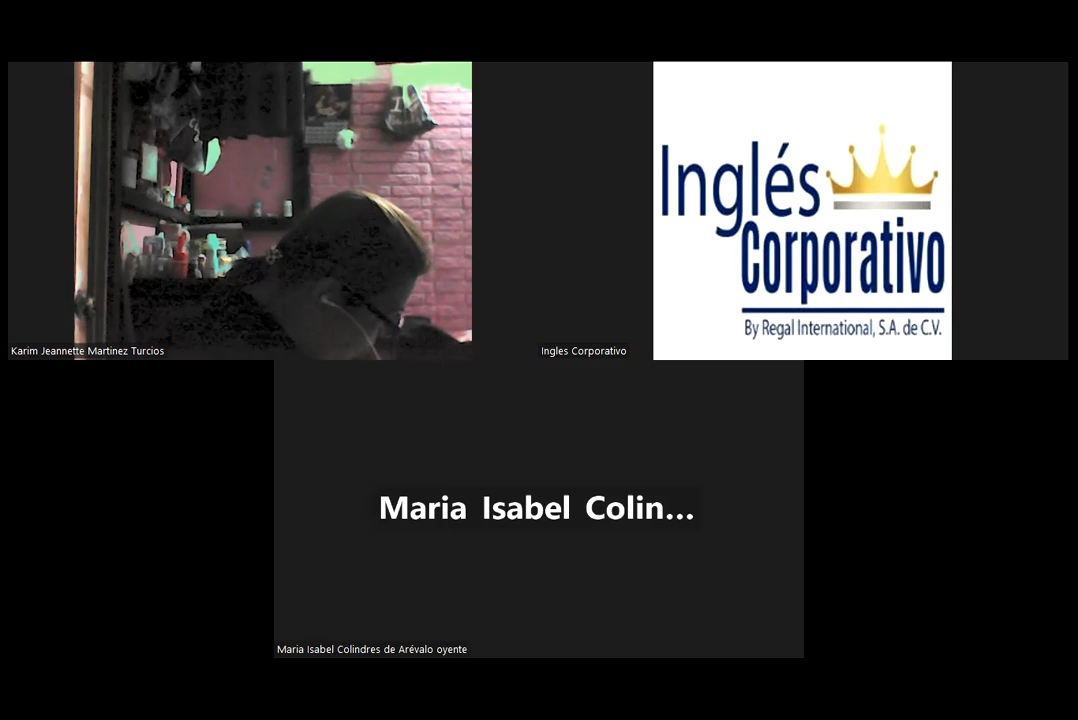 Karim Jeannette Martinez Turcios
Inglés
Corporativo
By Regal International, S.A. de C.V.
Ingles Corporativo
Maria Isabel Colin...
Maria Isabel Colindres de Arévalo oyente